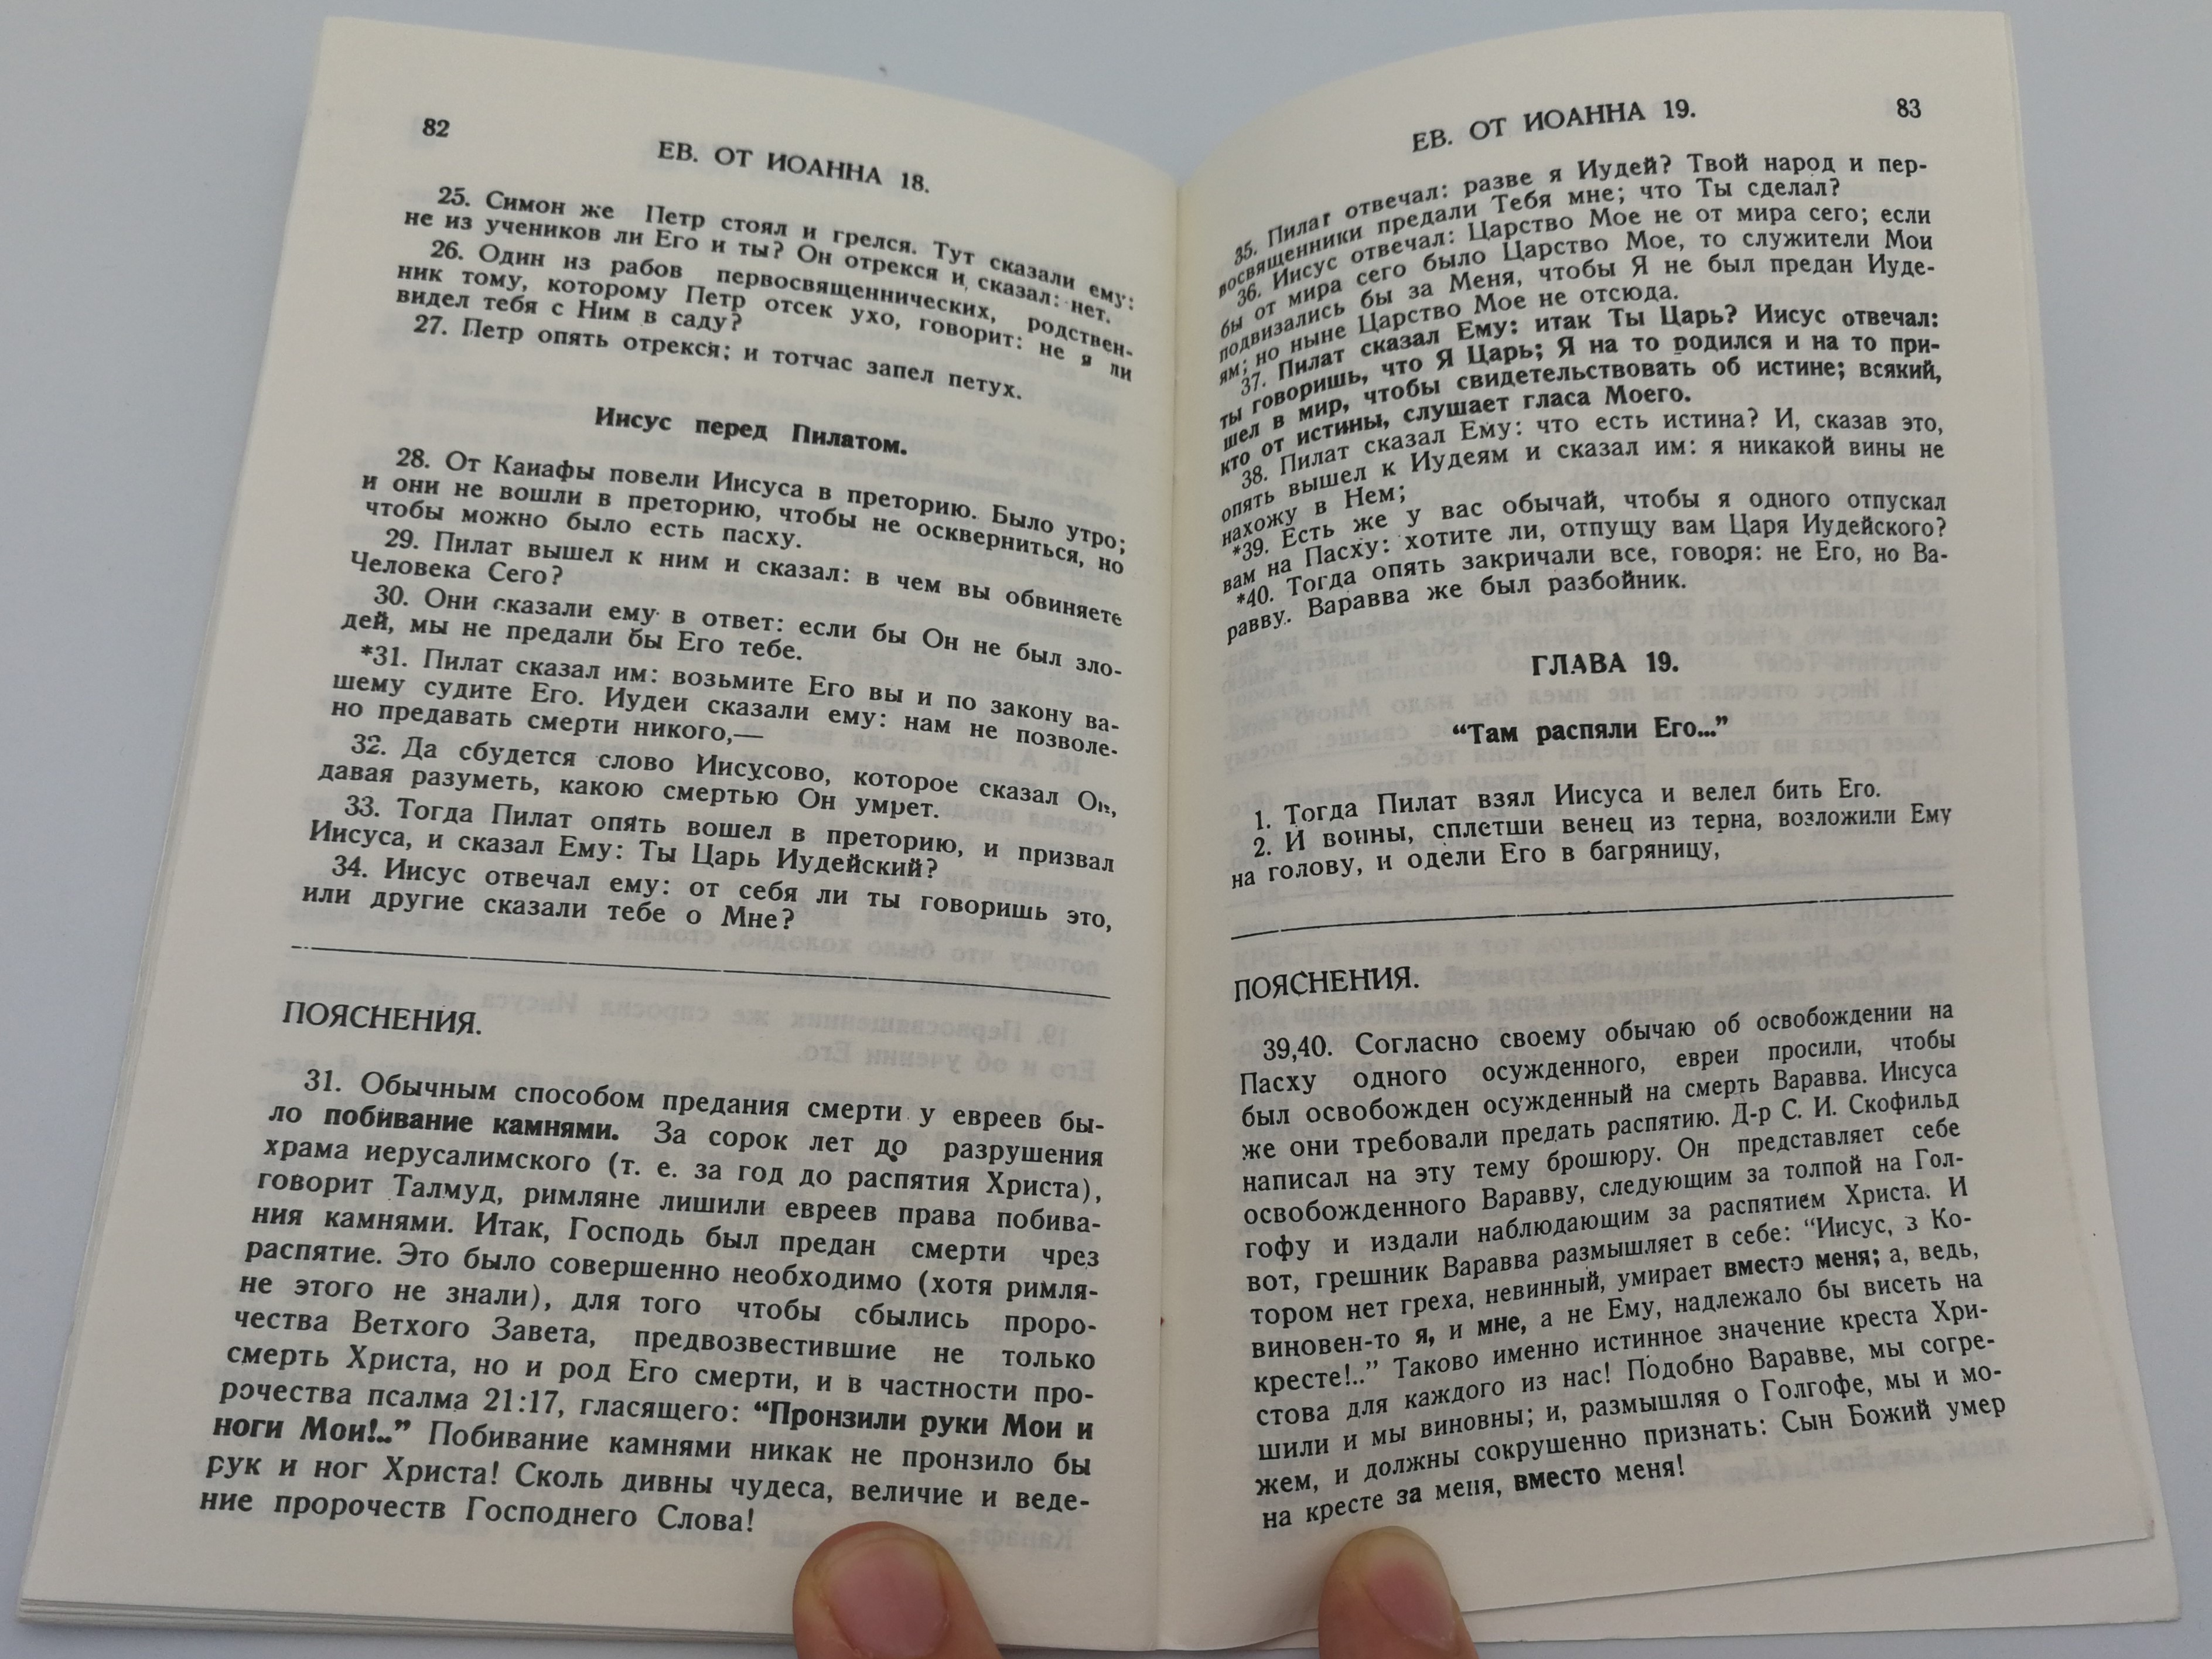 82
ЕВ. ОТ ИОАННА 18.
25. Симон же Петр стоял и грелся. Тут сказали ему:
не из учеников ли Его и ты? Он отрекся и сказал: нет.
26. Один из рабов первосвященнических, родствен-
ник тому, которому Петр отсек ухо, говорит: не я ли
видел тебя с Ним в саду?
27. Петр опять отрекся; и тотчас запел петух.
Иисус перед Пилатом.
28. От Каиафы повели Иисуса в преторию. Было утро;
и они не вошли в преторию, чтобы не оскверниться, но
чтобы можно было есть пасху.
29. Пилат вышел к ним и сказал: в чем вы обвиняете
Человека Сего?
30. Они сказали ему в ответ: если бы Он не был зло-
дей, мы не предали бы Его тебе.
*31. Пилат сказал им: возьмите Его вы и по закону ва-
шему судите Его. Иудеи сказали ему: нам не позволе-
но предавать смерти никого,—
32. Да сбудется слово Иисусово, которое сказал Он,
давая разуметь, какою смертью Он умрет.
33. Тогда Пилат опять вошел в преторию, и призвал
Иисуса, и сказал Ему: Ты Царь Иудейский?
34. Иисус отвечал ему: от себя ли ты говоришь это,
или другие сказали тебе о Мне?
ПОЯСНЕНИЯ.
31. Обычным способом предания смерти у евреев бы-
ло побивание камнями. За сорок лет до разрушения
храма иерусалимского (т. е. за год до распятия Христа),
говорит Талмуд, римляне лишили евреев права побива-
ния камнями. Итак, Господь был предан смерти чрез
распятие. Это было совершенно необходимо (хотя римля-
не этого не знали), для того чтобы сбылись проро-
чества Ветхого Завета, предвозвестившие не только
смерть Христа, но и род Его смерти, и в частности про-
рочества псалма 21:17, гласящего: “Пронзили руки Мои и
ноги Мои!..” Побивание камнями никак не пронзило бы
рук и ног Христа! Сколь дивны чудеса, величие и веде-
ние пророчеств Господнего Слова!
ЕВ. ОТ ИОАННА 19.
83
35. Пилат отвечал: разве я Иудей? Твой народ и пер-
восвященники предали Тебя мне; что Ты сделал?
36. Иисус отвечал: Царство Мое не от мира сего; если
бы от мира сего было Царство Мое, то служители Мои
подвизались бы за Меня, чтобы Я не был предан Иуде-
ям; но ныне Царство Мое не отсюда.
37. Пилат сказал Ему: итак Ты Царь? Иисус отвечал:
ты говоришь, что Я Царь; Я на то родился и на то при-
шел в мир, чтобы свидетельствовать об истине; всякий,
кто от истины, слушает гласа Моего.
38. Пилат сказал Ему: что есть истина? И, сказав это,
опять вышел к Иудеям и сказал им: я никакой вины не
нахожу в Нем;
*39. Есть же у вас обычай, чтобы я одного отпускал
вам на Пасху: хотите ли, отпущу вам Царя Иудейского?
*40. Тогда опять закричали все, говоря: не Его, но Ва-
равву. Варавва же был разбойник.
ГЛАВА 19.
“Там распяли Его...”
1. Тогда Пилат взял Иисуса и велел бить Его.
2. И воины, сплетши венец из терна, возложили Ему
на голову, и одели Его в багряницу,
ПОЯСНЕНИЯ.
39,40. Согласно своему обычаю об освобождении на
Пасху одного осужденного, евреи просили, чтобы
был освобожден осужденный на смерть Варавва. Иисуса
же они требовали предать распятию. Д-р С. И. Скофильд
написал на эту тему брошюру. Он представляет себе
освобожденного Варавву, следующим за толпой на Гол-
гофу и издали наблюдающим за распятием Христа. И
вот, грешник Варавва размышляет в себе: “Иисус, з Ко-
тором нет греха, невинный, умирает вместо меня; а, ведь,
виновен-то я, и мне, а не Ему, надлежало бы висеть на
кресте!..” Таково именно истинное значение креста Хри-
стова для каждого из нас! Подобно Варавве, мы согре-
шили и мы виновны; и, размышляя о Голгофе, мы и мо-
жем, и должны сокрушенно признать: Сын Божий умер
на кресте за меня, вместо меня!